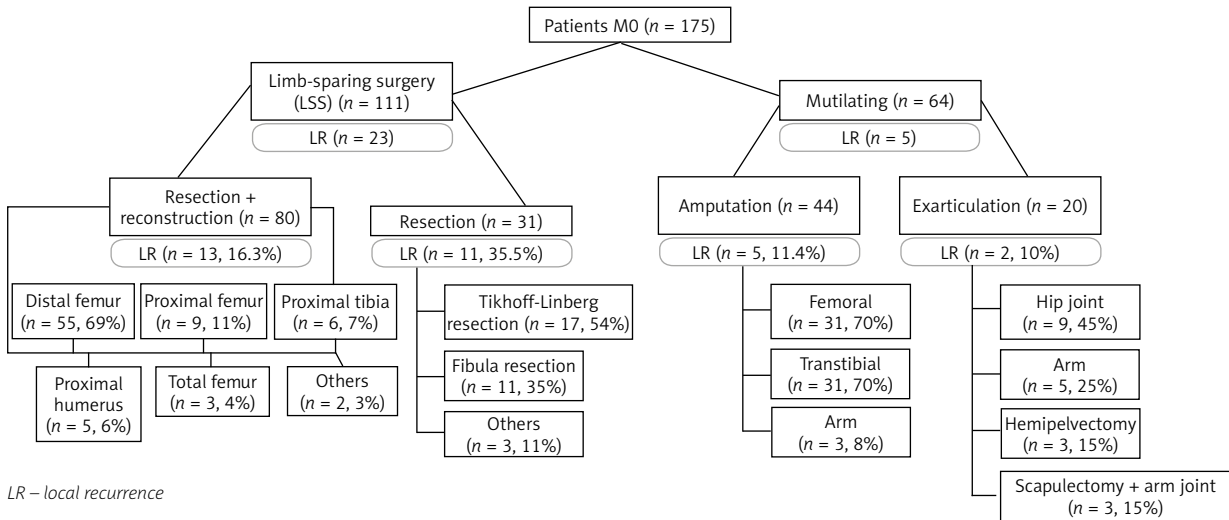 Patients M0 (n = 175)
Limb-sparing surgery
(LSS) (n = 111)
LR (n = 23)
Mutilating (n = 64)
LR (n = 5)
Resection +
reconstruction (n = 80)
LR (n = 13, 16.3%)
Resection (n = 31)
LR (n = 11, 35.5%)
Amputation (n = 44)
LR (n = 5, 11.4%)
Exarticulation (n = 20)
LR (n = 2, 10%)
Distal femur
(n = 55, 69%)
Proximal femur
(n = 9, 11%)
Proximal tibia
(n = 6, 7%)
Proximal
humerus
(n = 5, 6%)
Total femur
(n = 3, 4%)
Others
(n = 2, 3%)
Tikhoff-Linberg
resection (n = 17, 54%)
Fibula resection
(n = 11, 35%)
Others
(n = 3, 11%)
Femoral
(n = 31, 70%)
Transtibial
(n = 31, 70%)
Arm
(n = 3, 8%)
Hip joint
(n = 9, 45%)
Arm
(n = 5, 25%)
Hemipelvectomy
(n = 3, 15%)
Scapulectomy + arm joint
(n = 3, 15%)
LR – local recurrence